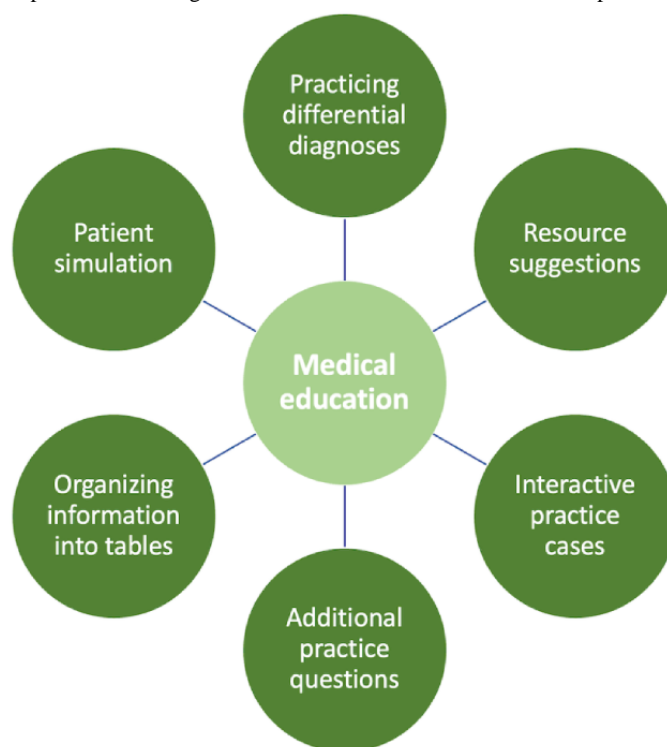 Practicing
differential
diagnoses
Patient
simulation
Resource
suggestions
Medical
education
Organizing
information
into tables
Interactive
practice
cases
Additional
practice
questions